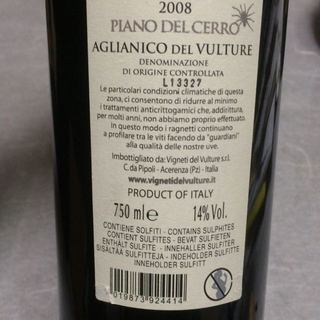 2008
PIANO DEL CERRO
AGLIANICO DEL VULTURE
DENOMINAZIONE
DI ORIGINE CONTROLLATA
L13327
Le particolari condizioni climatiche di questa
zona, ci consentono di ridurre al minimo
i trattamenti anticrittogamici che, addirittura,
per molti anni, non abbiamo proprio effettuato.
In questo modo i ragnetti continuano
a profilare tra le viti facendo da "guardiani"
alla qualità delle nostre uve.
Imbottigliato da: Vigneti del Vulture s.r.l.
C.da Pipoli - Acerenza (Pz) - Italia
www.vignetidelvulture.it
PRODUCT OF ITALY
750 ml e 14% Vol.
CONTIENE SOLFITI - CONTAINS SULPHITES
CONTIENT SULFITES - BEVAT SULFIETEN
ENTHÄLT SULFITE - INNEHALLER SULFITER
SISÄLTÄÄ SULFIITTEJA - INDEHOLDER SULFITTE
INNEHOLDER SULFITT
019873 924414